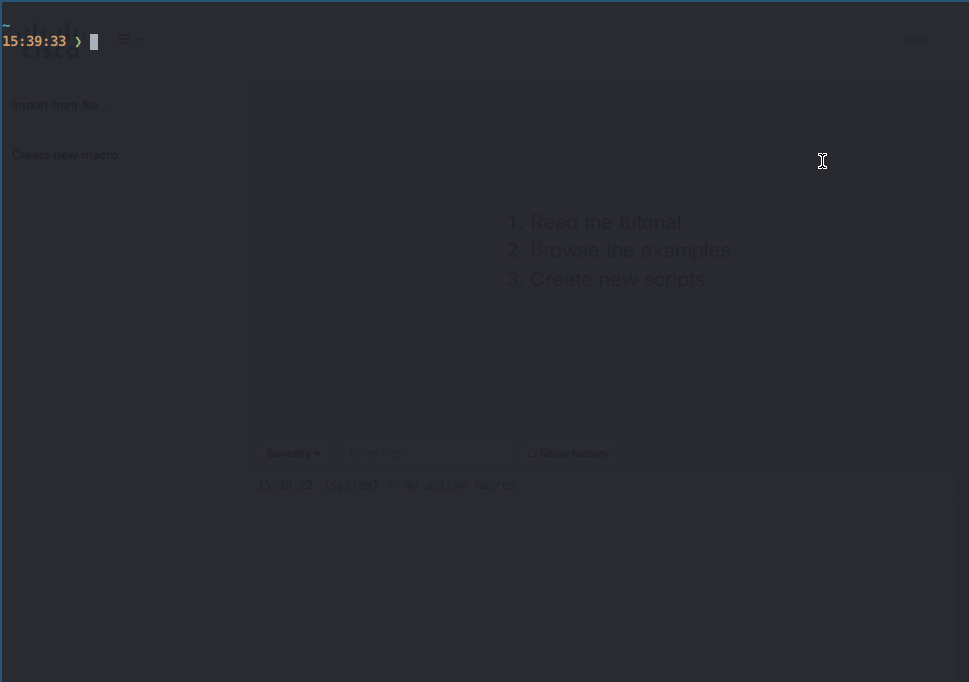 ~
15:39:33 ❯
cisco
Help
Import from file...
Create new macro
1. Read the tutorial
2. Browse the examples
3. Create new scripts
Severity
Enter filter
Show history
15:39:22 [system] : No active macros.